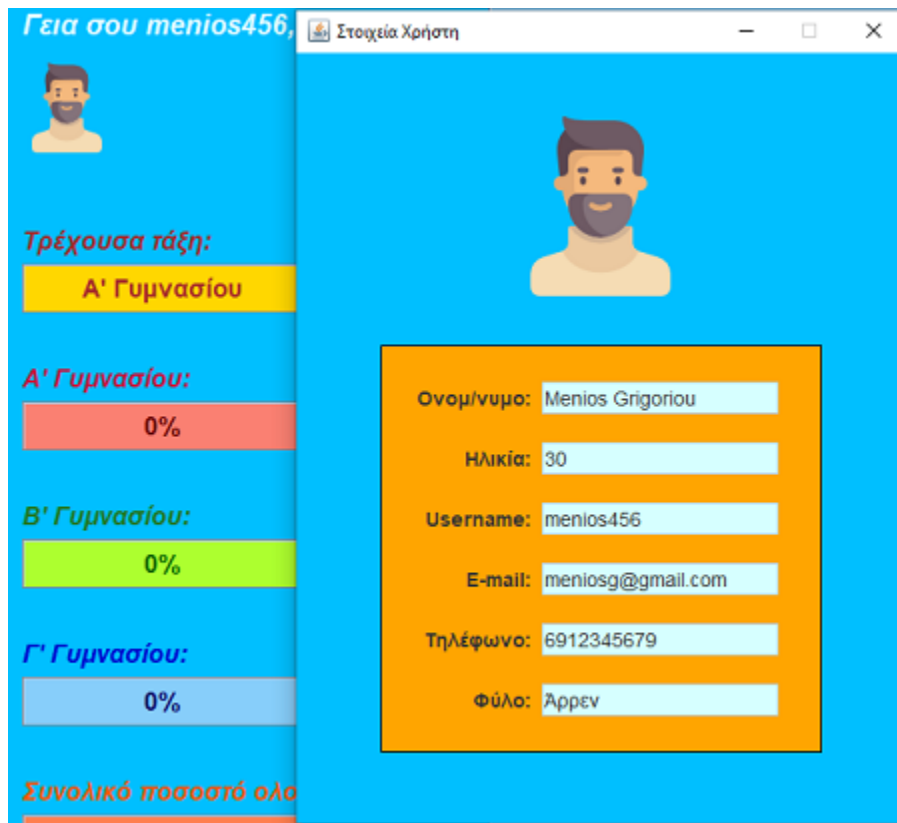 Γεια σου menios456,
Τρέχουσα τάξη:
Α' Γυμνασίου
Α' Γυμνασίου:
0%
Β' Γυμνασίου:
0%
Γ' Γυμνασίου:
0%
Συνολικό ποσοστό ολο
Στοιχεία Χρήστη
Ονομ/νυμο: Menios Grigoriou
Ηλικία: 30
Username: menios456
E-mail: meniosg@gmail.com
Τηλέφωνο: 6912345679
Φύλο: Άρρεν